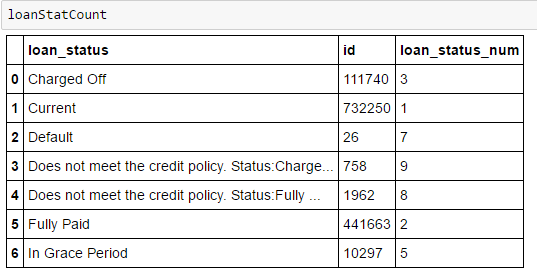 loanStatCount
loan_status id loan_status_num
0 Charged Off 111740 3
1 Current 732250 1
2 Default 26 7
3 Does not meet the credit policy. Status:Charge... 758 9
4 Does not meet the credit policy. Status:Fully ... 1962 8
5 Fully Paid 441663 2
6 In Grace Period 10297 5